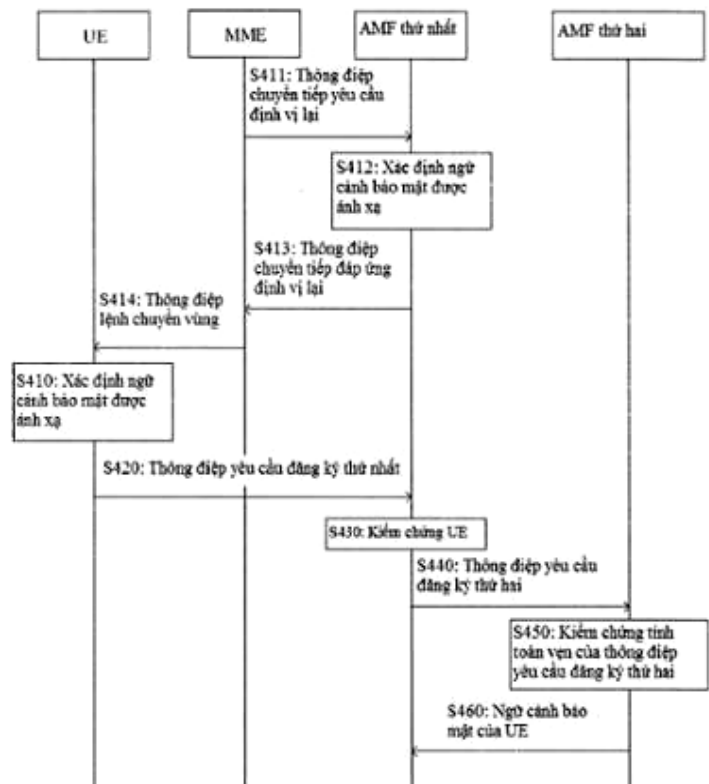 UE
MME
AMF thứ nhất
AMF thứ hai
S411: Thông điệp
chuyển tiếp yêu cầu
định vị lại
S412: Xác định ngữ
cảnh bảo mật được
ánh xạ
S413: Thông điệp
chuyển tiếp đáp ứng
định vị lại
S414: Thông điệp
lệnh chuyển vùng
S410: Xác định ngữ
cảnh bảo mật được
ánh xạ
S420: Thông điệp yêu cầu đăng ký thứ nhất
S430: Kiểm chứng UE
S440: Thông điệp yêu cầu
đăng ký thứ hai
S450: Kiểm chứng tính
toàn vẹn của thông điệp
yêu cầu đăng ký thứ hai
S460: Ngữ cảnh bảo
mật của UE